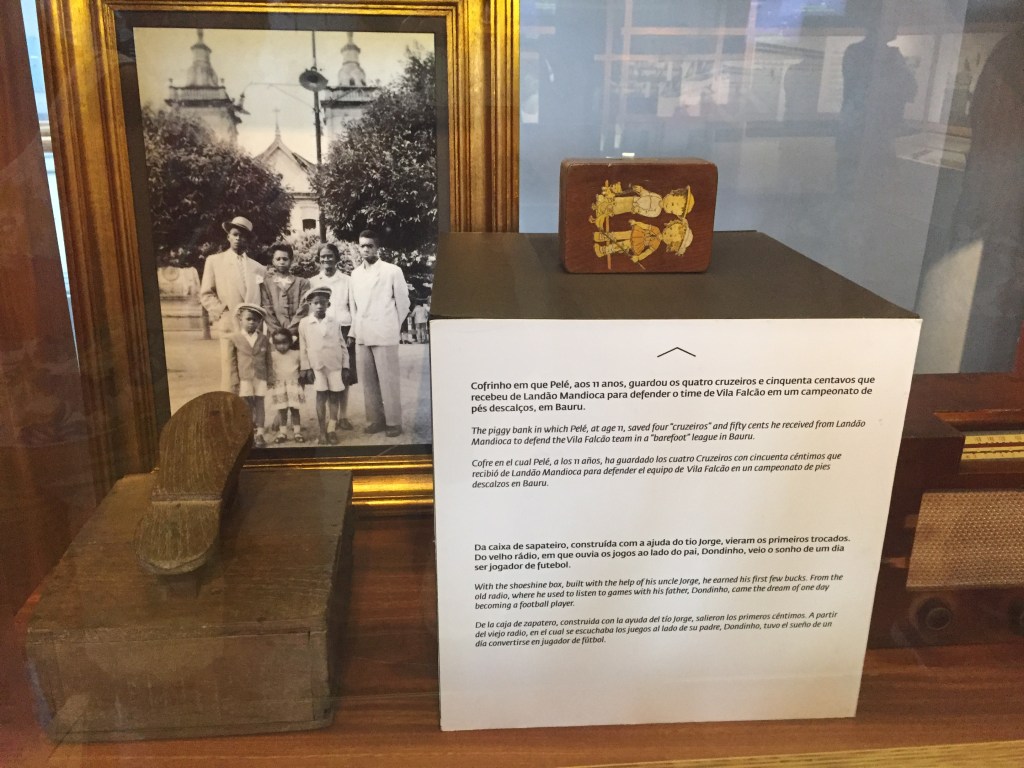 Cofrinho em que Pelé, aos 11 anos, guardou os quatro cruzeiros e cinquenta centavos que
recebeu de Landão Mandioca para defender o time de Vila Falcão em um campeonato de
pés descalços, em Bauru.
The piggy bank in which Pelé, at age 11, saved four "cruzeiros" and fifty cents he received from Landão
Mandioca to defend the Vila Falcão team in a "barefoot" league in Bauru.
Cofre en el cual Pelé, a los 11 años, ha guardado los cuatro Cruzeiros con cincuenta céntimos que
recibió de Landão Mandioca para defender el equipo de Vila Falcão en un campeonato de pies
descalzos en Bauru.
Da caixa de sapateiro, construída com a ajuda do tio Jorge, vieram os primeiros trocados.
Do velho rádio, em que ouvia os jogos ao lado do pai, Dondinho, veio o sonho de um dia
ser jogador de futebol.
With the shoeshine box, built with the help of his uncle Jorge, he earned his first few bucks. From the
old radio, where he used to listen to games with his father, Dondinho, came the dream of one day
becoming a football player.
De la caja de zapatero, construida con la ayuda del tío Jorge, salieron los primeros céntimos. A partir
del viejo radio, en el cual se escuchaba los juegos al lado de su padre, Dondinho, tuvo el sueño de un
día convertirse en jugador de fútbol.